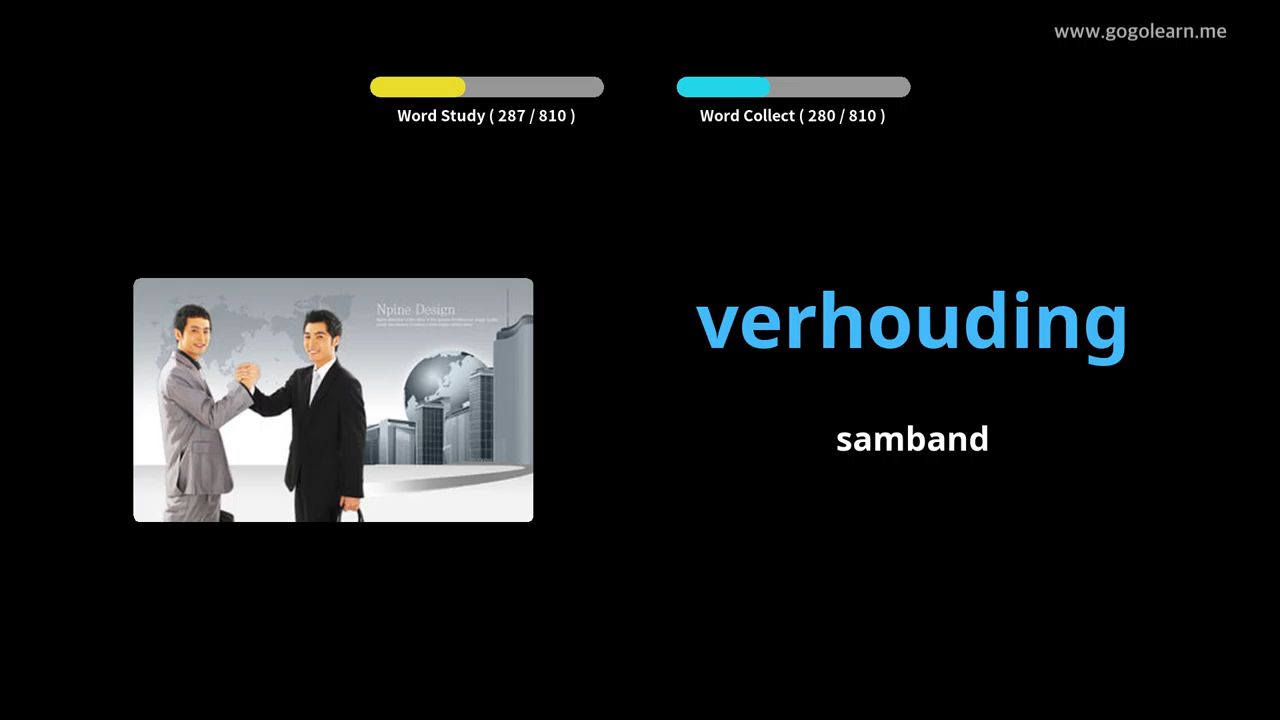 www.gogolearn.me
Word Study ( 287 / 810 )
Word Collect ( 280 / 810 )
Npine Design
verhouding
samband